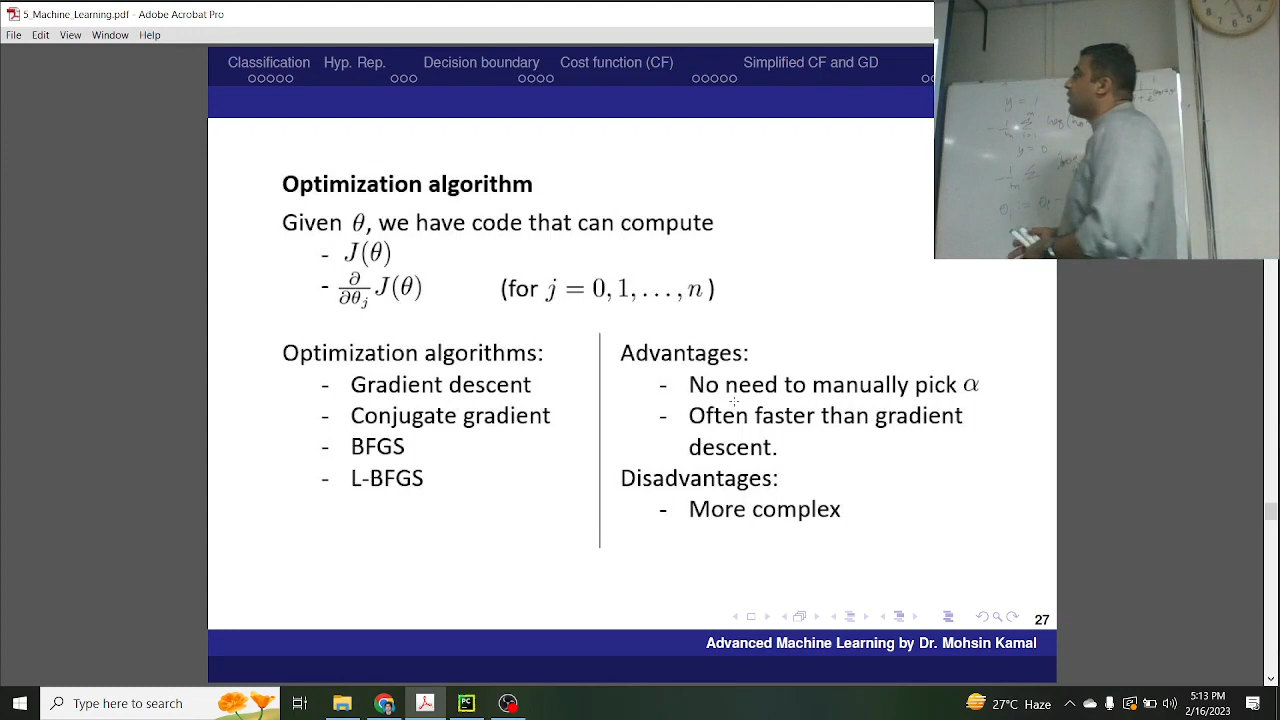 5_Machine_Learning.pdf - Adobe Acrobat Pro
File Edit View Window Help
Classification Hyp. Rep. Decision boundary Cost function (CF) Simplified CF and GD
Optimization algorithm
Given θ, we have code that can compute
- J(θ)
- ∂/∂θ_j J(θ) (for j = 0, 1, . . . , n )
Optimization algorithms:
- Gradient descent
- Conjugate gradient
- BFGS
- L-BFGS
Advantages:
- No need to manually pick α
- Often faster than gradient
descent.
Disadvantages:
- More complex
27
Advanced Machine Learning by Dr. Mohsin Kamal
y = 1
y = 0
Type here to search
5:13 PM
2/16/2023